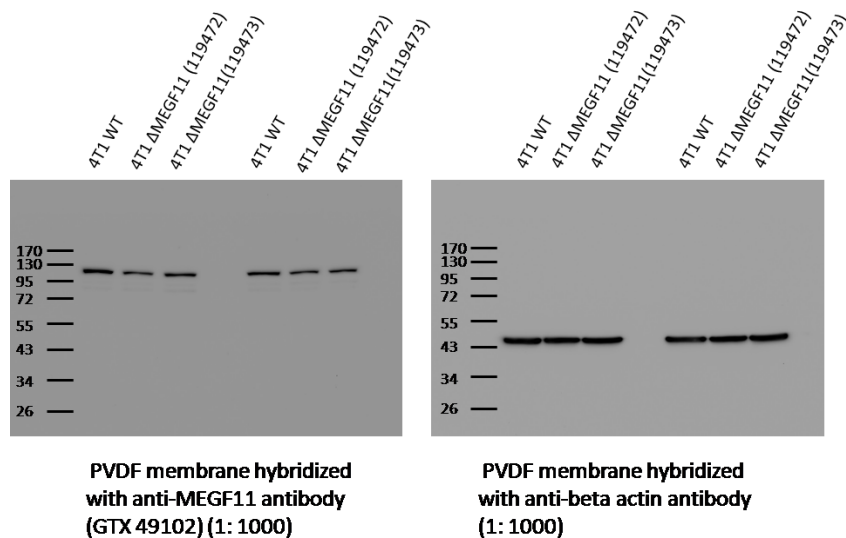 4T1 WT
4T1 ΔMEGF11 (119472)
4T1 ΔMEGF11(119473)
4T1 WT
4T1 ΔMEGF11 (119472)
4T1 ΔMEGF11(119473)
170
130
95
72
55
43
34
26
PVDF membrane hybridized
with anti-MEGF11 antibody
(GTX 49102) (1: 1000)
4T1 WT
4T1 ΔMEGF11 (119472)
4T1 ΔMEGF11(119473)
4T1 WT
4T1 ΔMEGF11 (119472)
4T1 ΔMEGF11(119473)
170
130
95
72
55
43
34
26
PVDF membrane hybridized
with anti-beta actin antibody
(1: 1000)